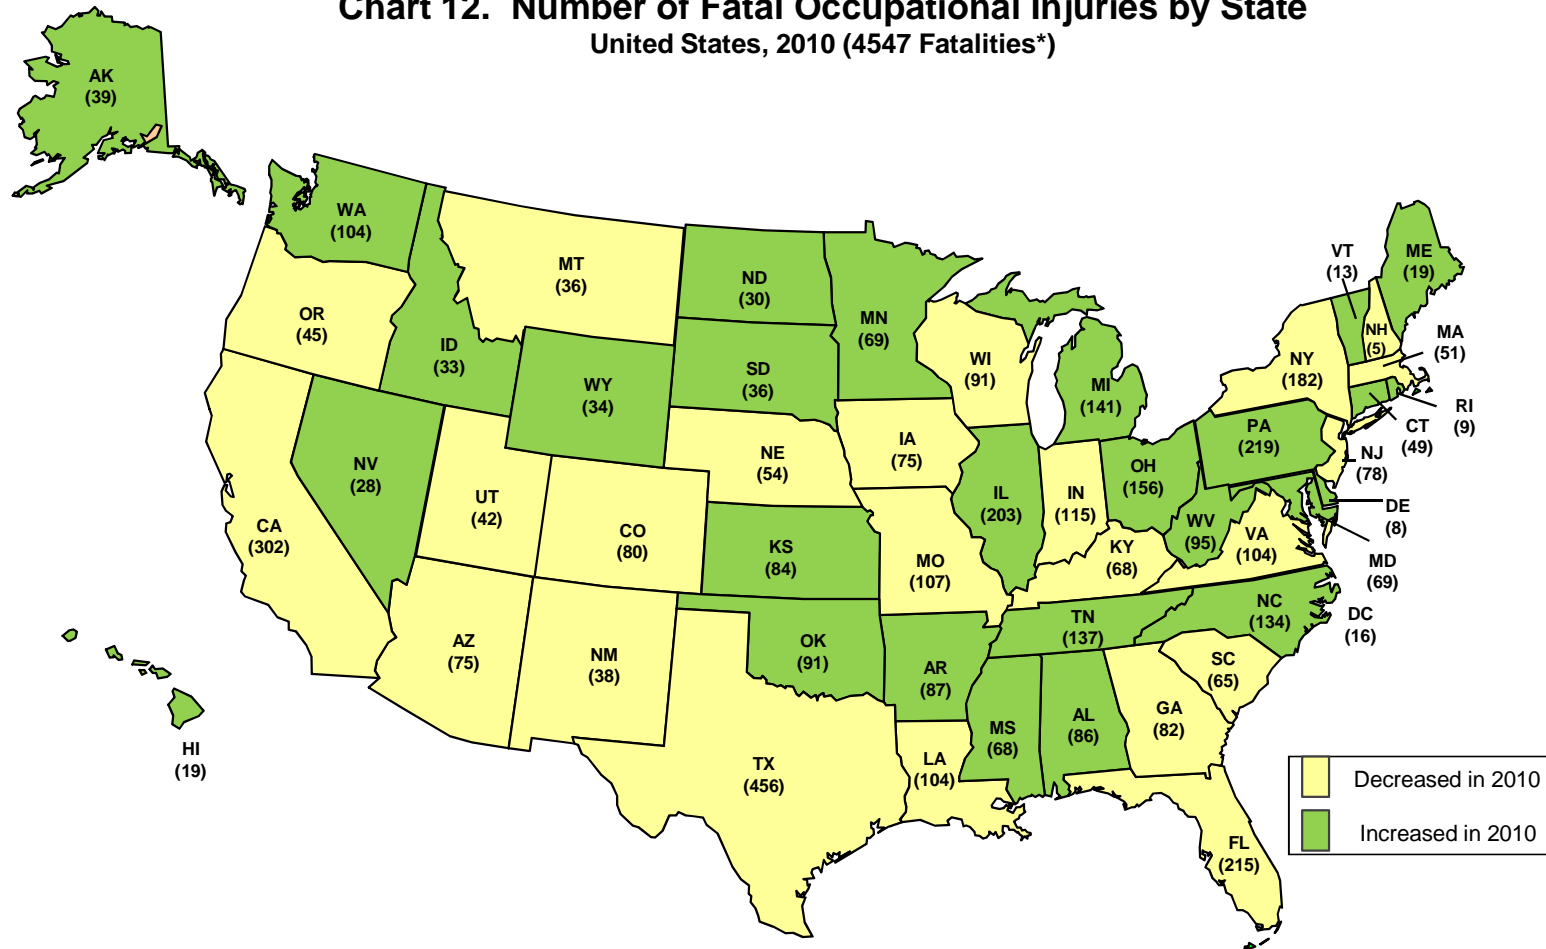 Chart 12. Number of Fatal Occupational Injuries by State
United States, 2010 (4547 Fatalities*)
AK
(39)
WA
(104)
MT
(36)
ND
(30)
MN
(69)
VT
(13)
ME
(19)
OR
(45)
ID
(33)
WY
(34)
SD
(36)
WI
(91)
MI
(141)
NY
(182)
NH
(5)
MA
(51)
RI
(9)
CT
(49)
NV
(28)
UT
(42)
NE
(54)
IA
(75)
IL
(203)
IN
(115)
OH
(156)
PA
(219)
NJ
(78)
DE
(8)
CA
(302)
CO
(80)
KS
(84)
MO
(107)
KY
(68)
WV
(95)
VA
(104)
MD
(69)
DC
(16)
AZ
(75)
NM
(38)
OK
(91)
AR
(87)
TN
(137)
NC
(134)
SC
(65)
HI
(19)
TX
(456)
LA
(104)
MS
(68)
AL
(86)
GA
(82)
FL
(215)
Decreased in 2010
Increased in 2010